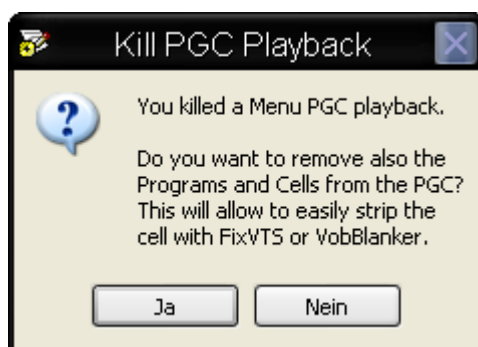 Kill PGC Playback
You killed a Menu PGC playback.
Do you want to remove also the
Programs and Cells from the PGC?
This will allow to easily strip the
cell with FixVTS or VobBlanker.
Ja
Nein